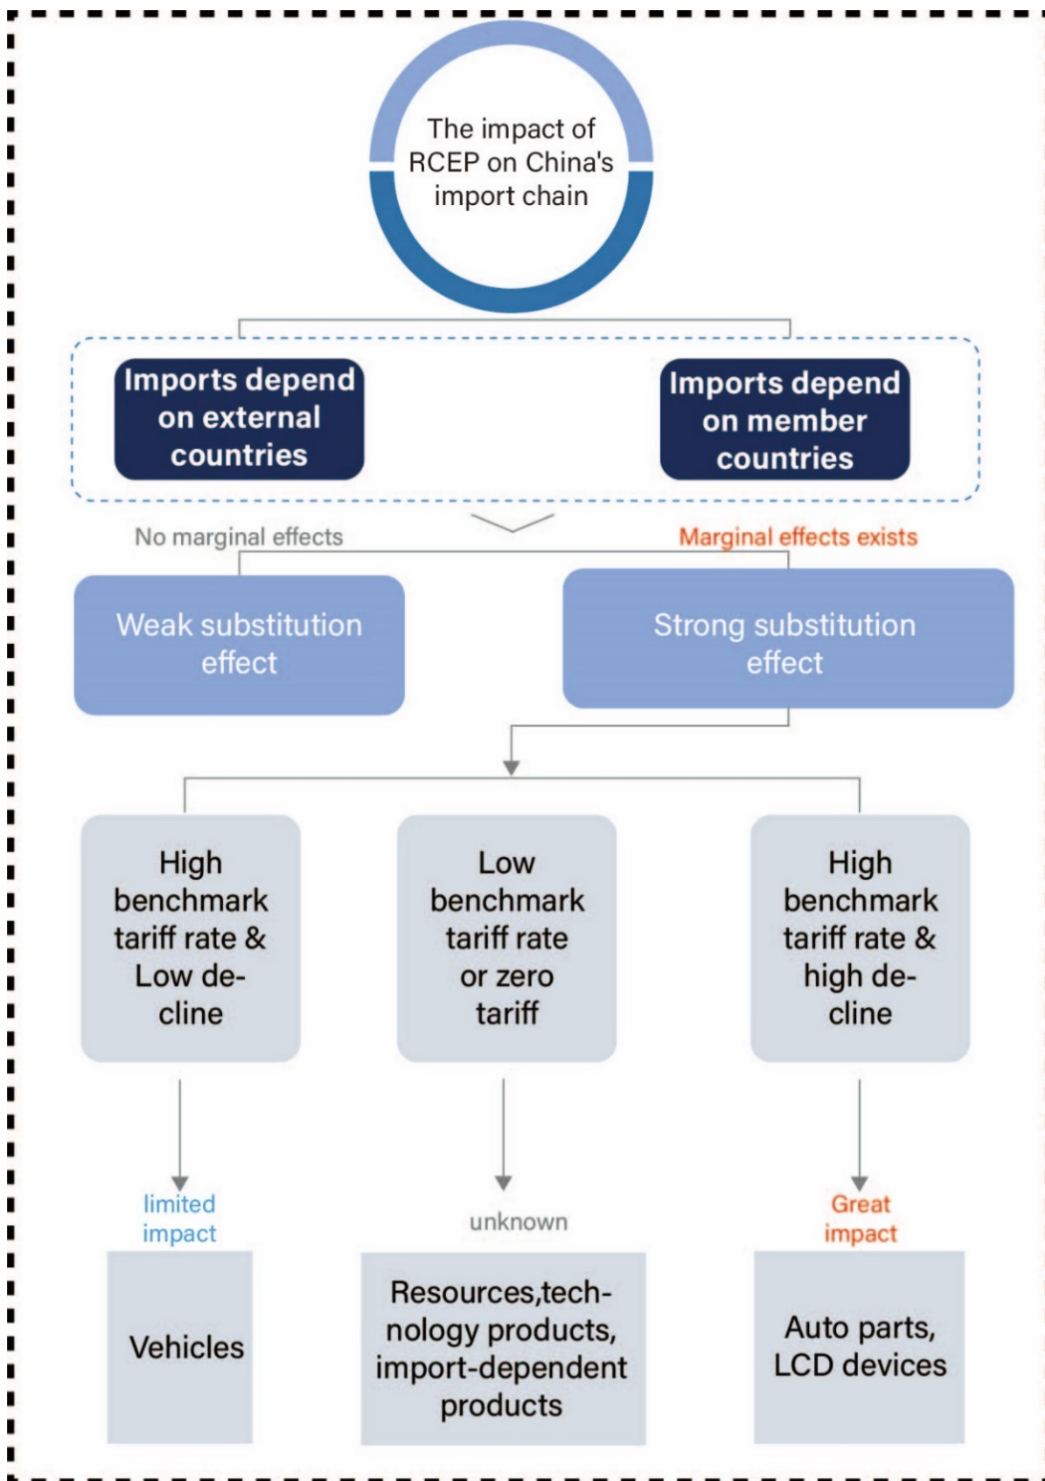 The impact of
RCEP on China's
import chain
Imports depend
on external
countries
Imports depend
on member
countries
No marginal effects
Marginal effects exists
Weak substitution
effect
Strong substitution
effect
High
benchmark
tariff rate &
Low de-
cline
Low
benchmark
tariff rate
or zero
tariff
High
benchmark
tariff rate &
high de-
cline
limited
impact
unknown
Great
impact
Vehicles
Resources,tech-
nology products,
import-dependent
products
Auto parts,
LCD devices